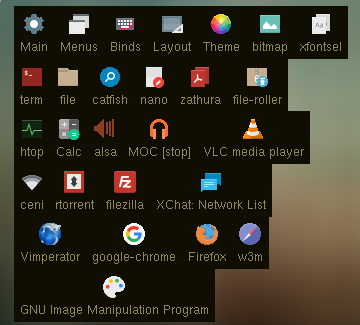 Main Menus Binds Layout Theme bitmap xfontsel
term file catfish nano zathura file-roller
htop Calc alsa MOC [stop] VLC media player
ceni rtorrent filezilla XChat: Network List
Vimperator google-chrome Firefox w3m
GNU Image Manipulation Program